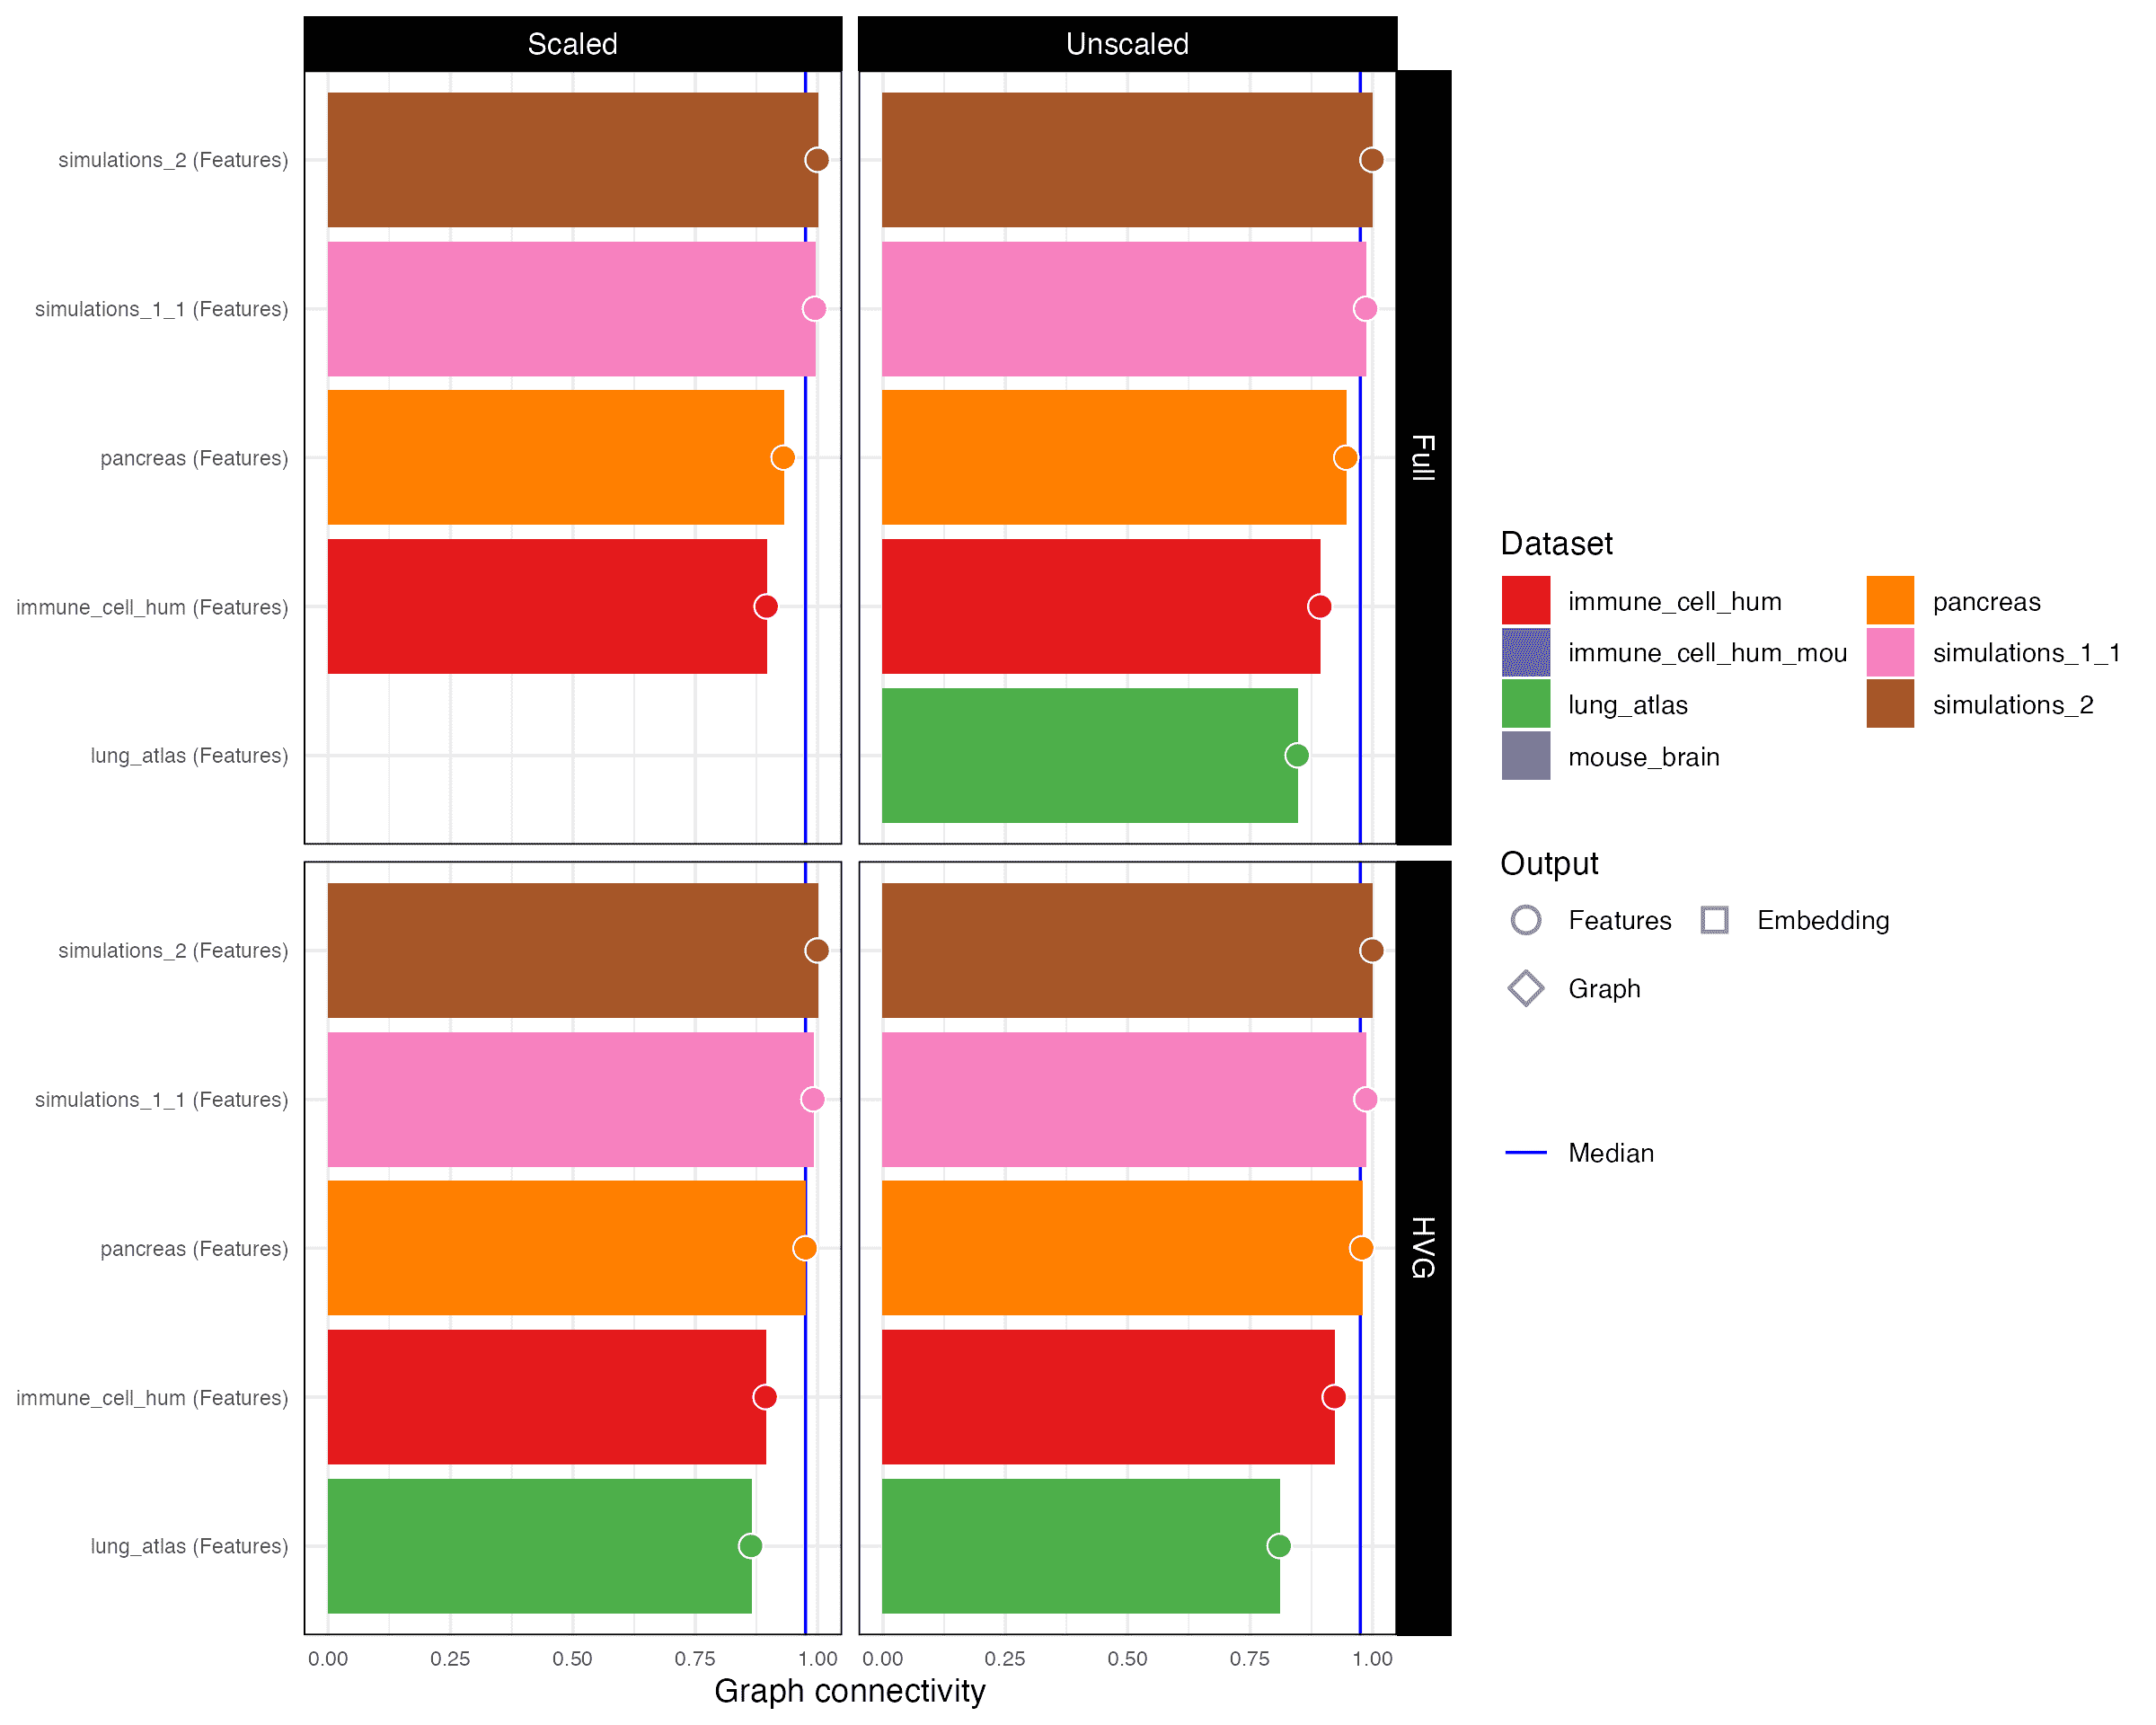 Scaled
Unscaled
simulations_2 (Features)
simulations_1_1 (Features)
pancreas (Features)
immune_cell_hum (Features)
lung_atlas (Features)
Full
simulations_2 (Features)
simulations_1_1 (Features)
pancreas (Features)
immune_cell_hum (Features)
lung_atlas (Features)
HVG
0.00 0.25 0.50 0.75 1.00
0.00 0.25 0.50 0.75 1.00
Graph connectivity
Dataset
immune_cell_hum
immune_cell_hum_mou
lung_atlas
mouse_brain
pancreas
simulations_1_1
simulations_2
Output
Features
Embedding
Graph
Median